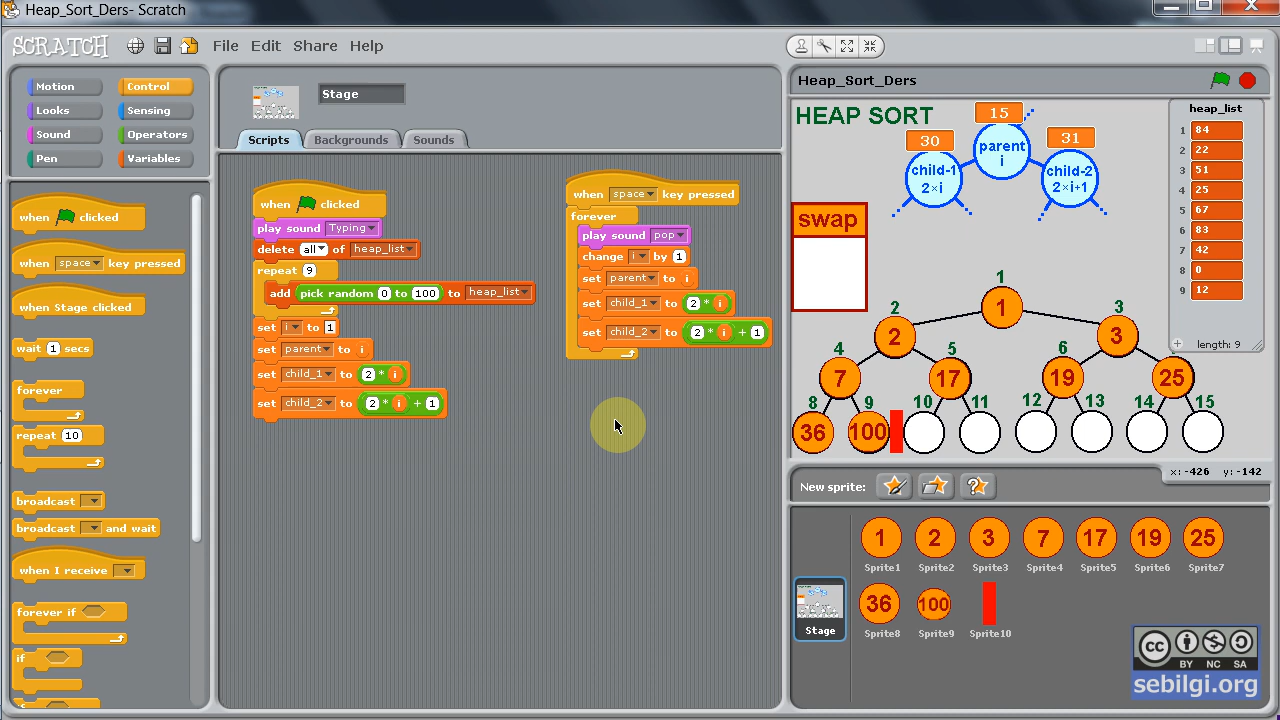 Heap_Sort_Ders- Scratch
SCRATCH File Edit Share Help
Motion Control
Looks Sensing
Sound Operators
Pen Variables
when clicked
when space key pressed
when Stage clicked
wait 1 secs
forever
repeat 10
broadcast
broadcast and wait
when I receive
forever if
if
Stage
Scripts Backgrounds Sounds
when clicked
play sound Typing
delete all of heap_list
repeat 9
add pick random 0 to 100 to heap_list
set i to 1
set parent to i
set child_1 to 2 * i
set child_2 to 2 * i + 1
when space key pressed
forever
play sound pop
change i by 1
set parent to i
set child_1 to 2 * i
set child_2 to 2 * i + 1
Heap_Sort_Ders
HEAP SORT
15
30 31
parent
i
child-1
2×i
child-2
2×i+1
swap
heap_list
1 84
2 22
3 51
4 25
5 67
6 83
7 42
8 0
9 12
+ length: 9
1
1
2 3
2 3
4 5 6 7
7 17 19 25
8 9 10 11 12 13 14 15
36 100
x: -426 y: -142
New sprite:
1 2 3 7 17 19 25
Sprite1 Sprite2 Sprite3 Sprite4 Sprite5 Sprite6 Sprite7
36 100
Sprite8 Sprite9 Sprite10
Stage
cc BY NC SA
sebilgi.org